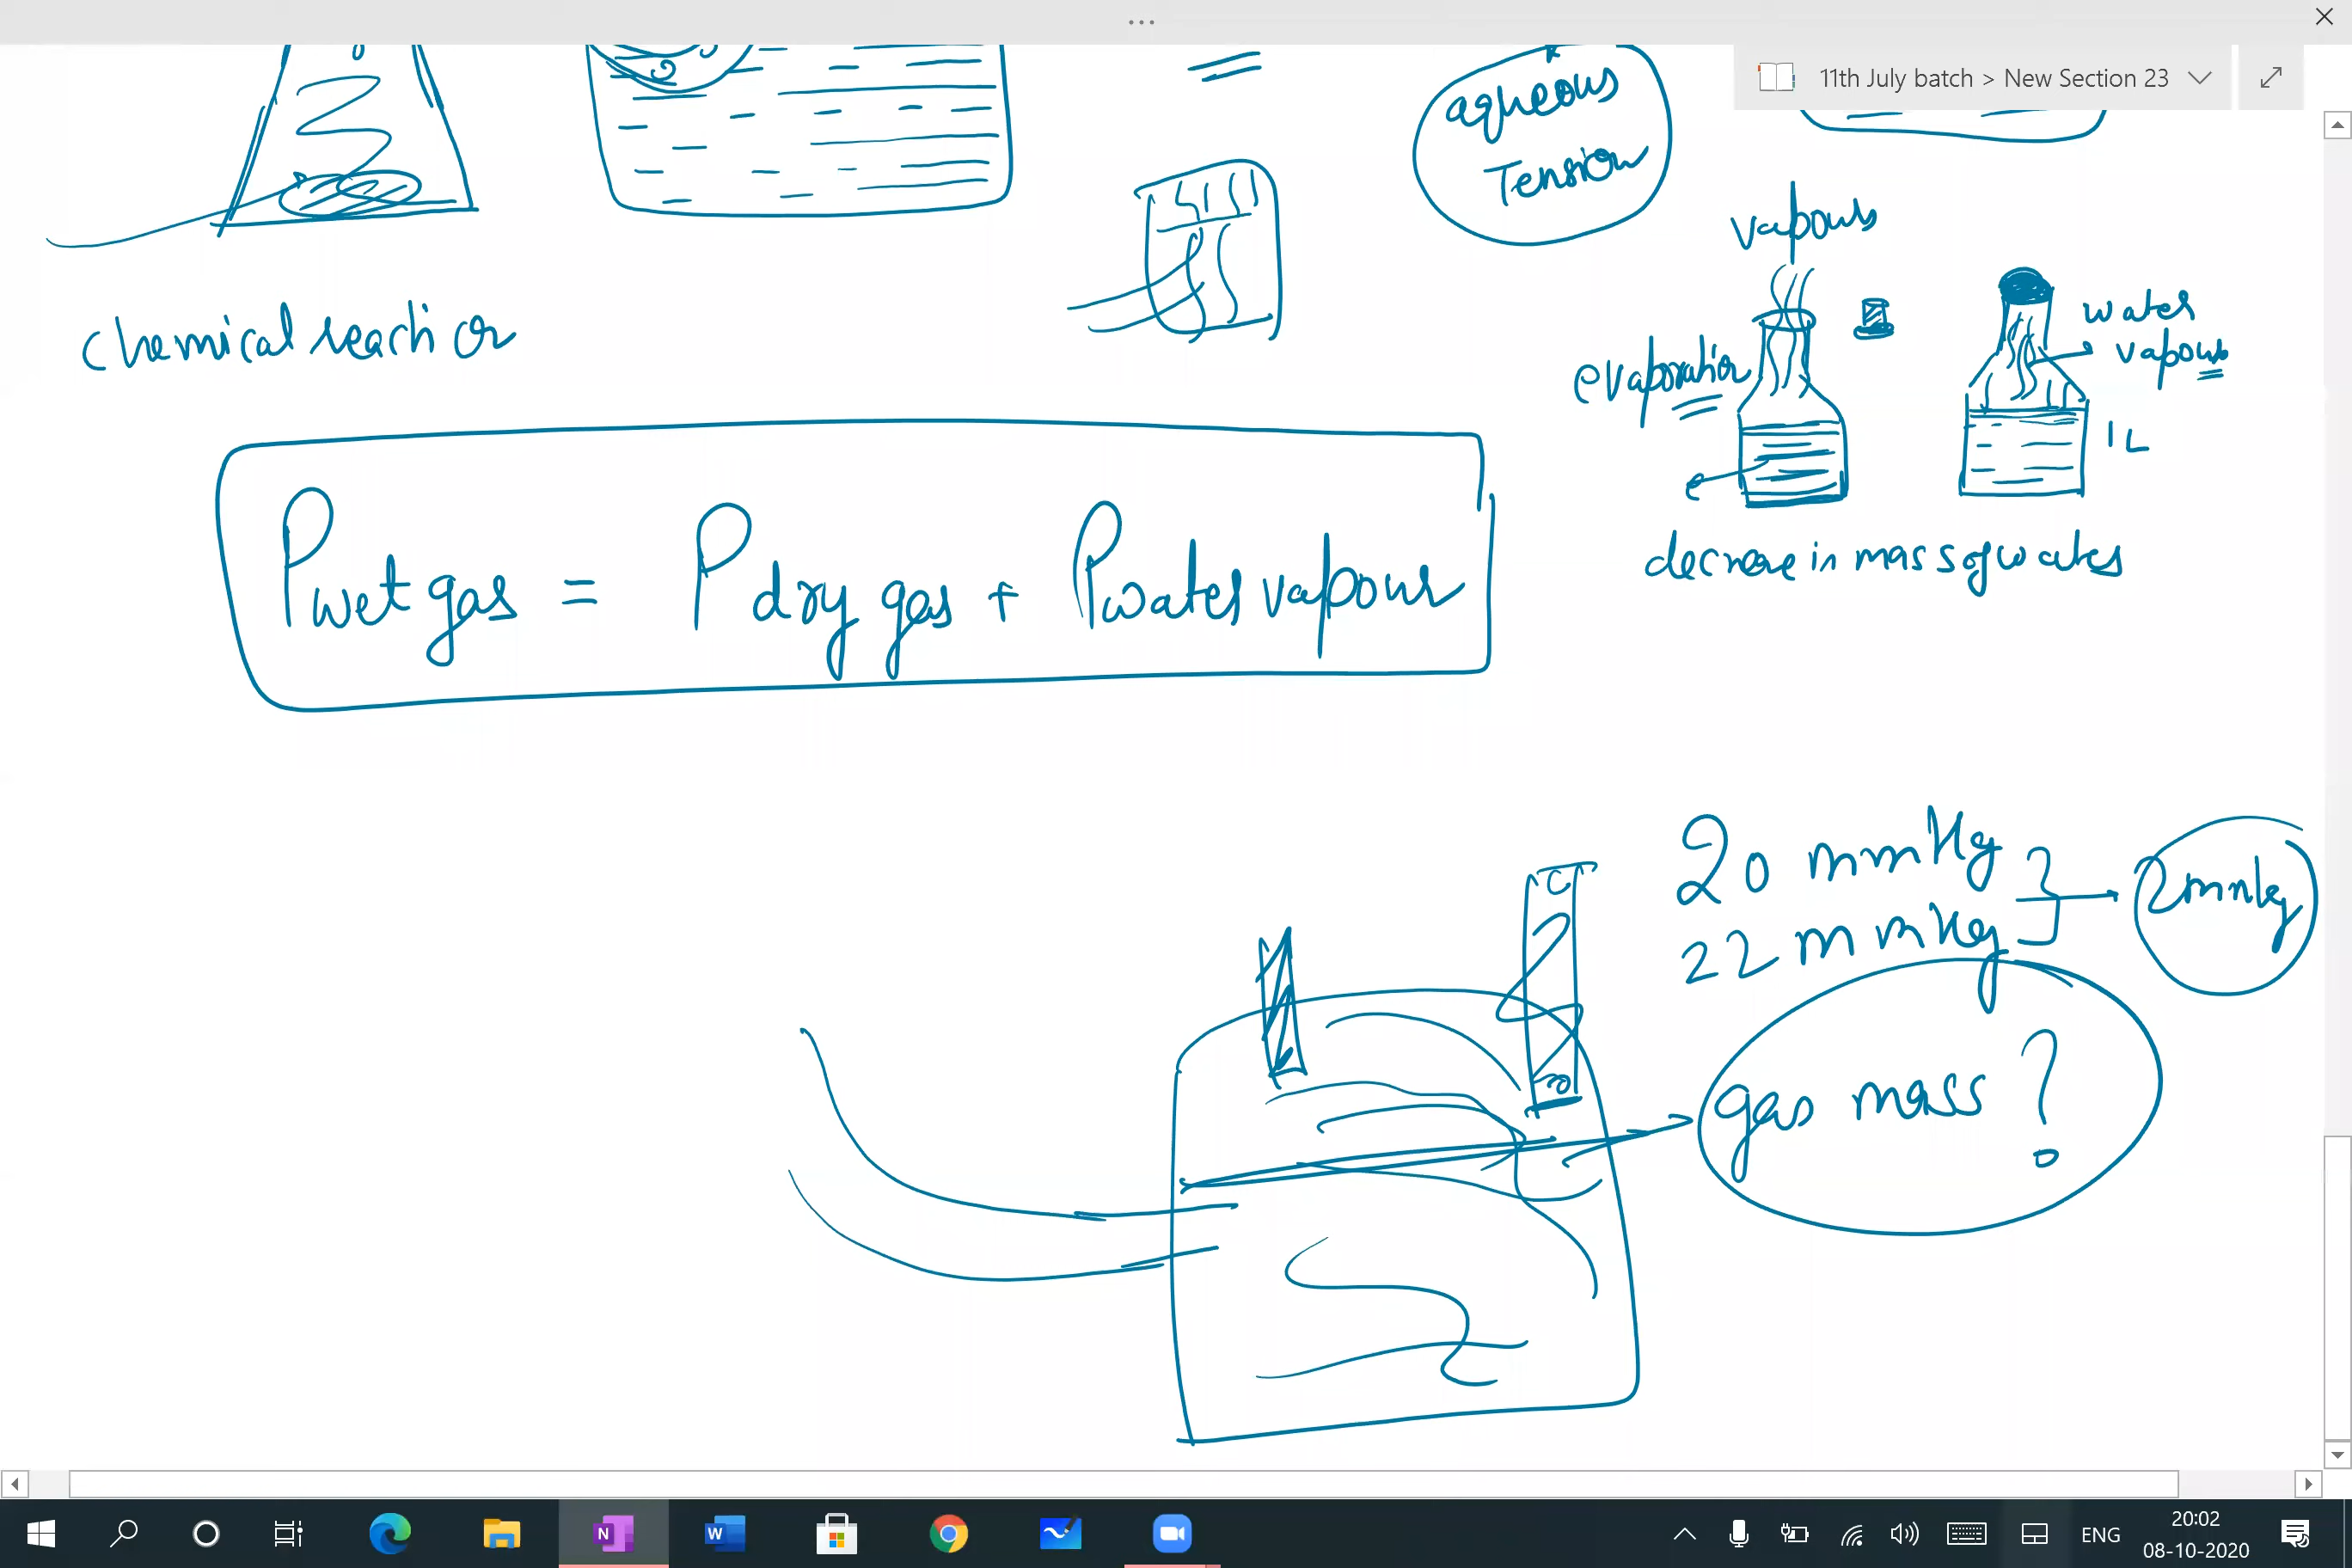 11th July batch > New Section 23
aqueous
Tension
vapours
water
vapours
evaporation
1L
chemical reaction
decrease in mass of water
Pwet gas = Pdry gas + Pwater vapour
20 mmHg
22 mmHg
2mmHg
gas mass ?
N
W
ENG
20:02
08-10-2020